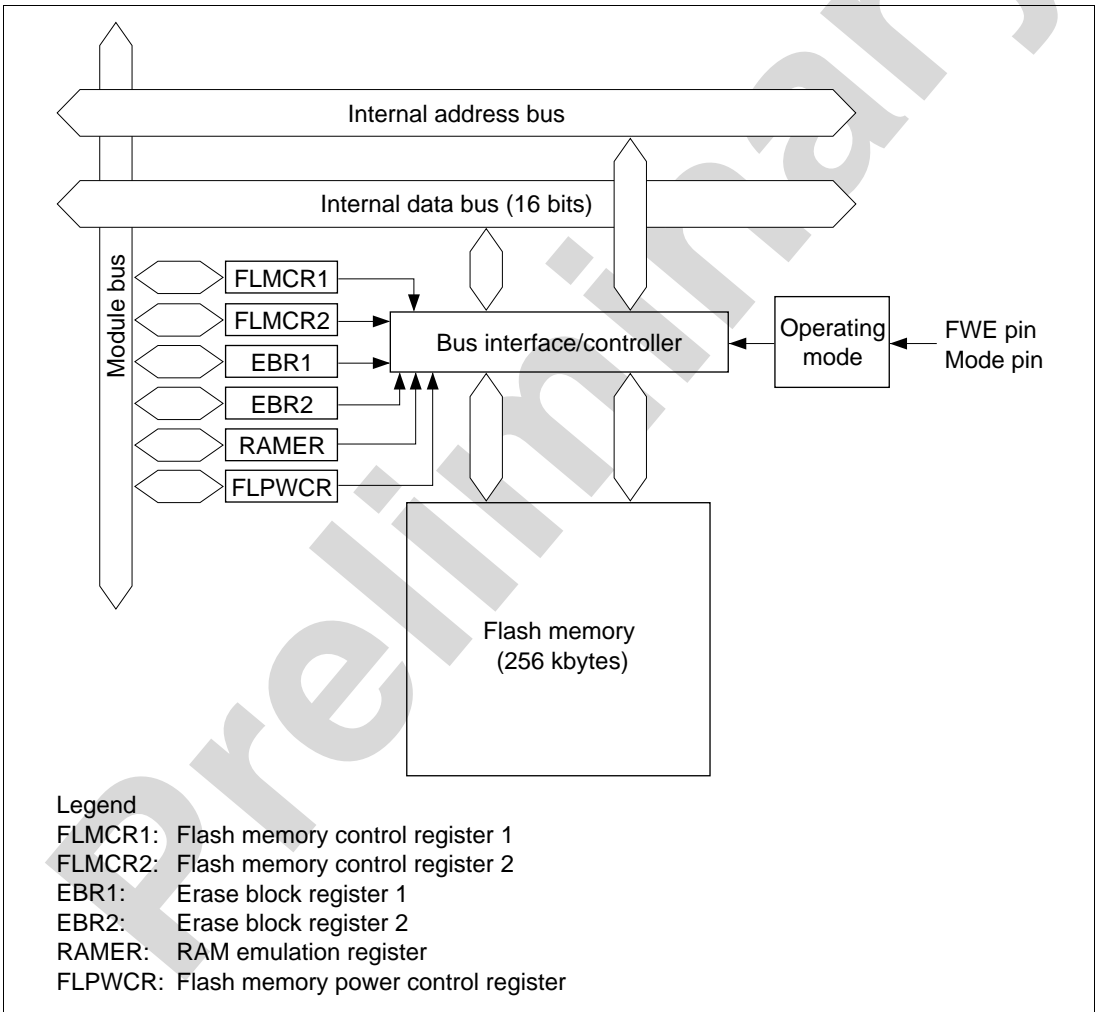 Preliminary
Internal address bus
Internal data bus (16 bits)
Module bus
FLMCR1
FLMCR2
EBR1
EBR2
RAMER
FLPWCR
Bus interface/controller
Operating
mode
FWE pin
Mode pin
Flash memory
(256 kbytes)
Legend
FLMCR1: Flash memory control register 1
FLMCR2: Flash memory control register 2
EBR1: Erase block register 1
EBR2: Erase block register 2
RAMER: RAM emulation register
FLPWCR: Flash memory power control register